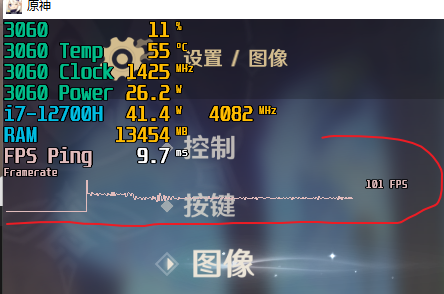 原神
3060 11 %
3060 Temp 55 °C
3060 Clock 1425 MHz
3060 Power 26.2 W
i7-12700H 41.4 W 4082 MHz
RAM 13454 MB
FPS Ping 9.7 ms
Framerate
101 FPS
设置 / 图像
控制
按键
图像